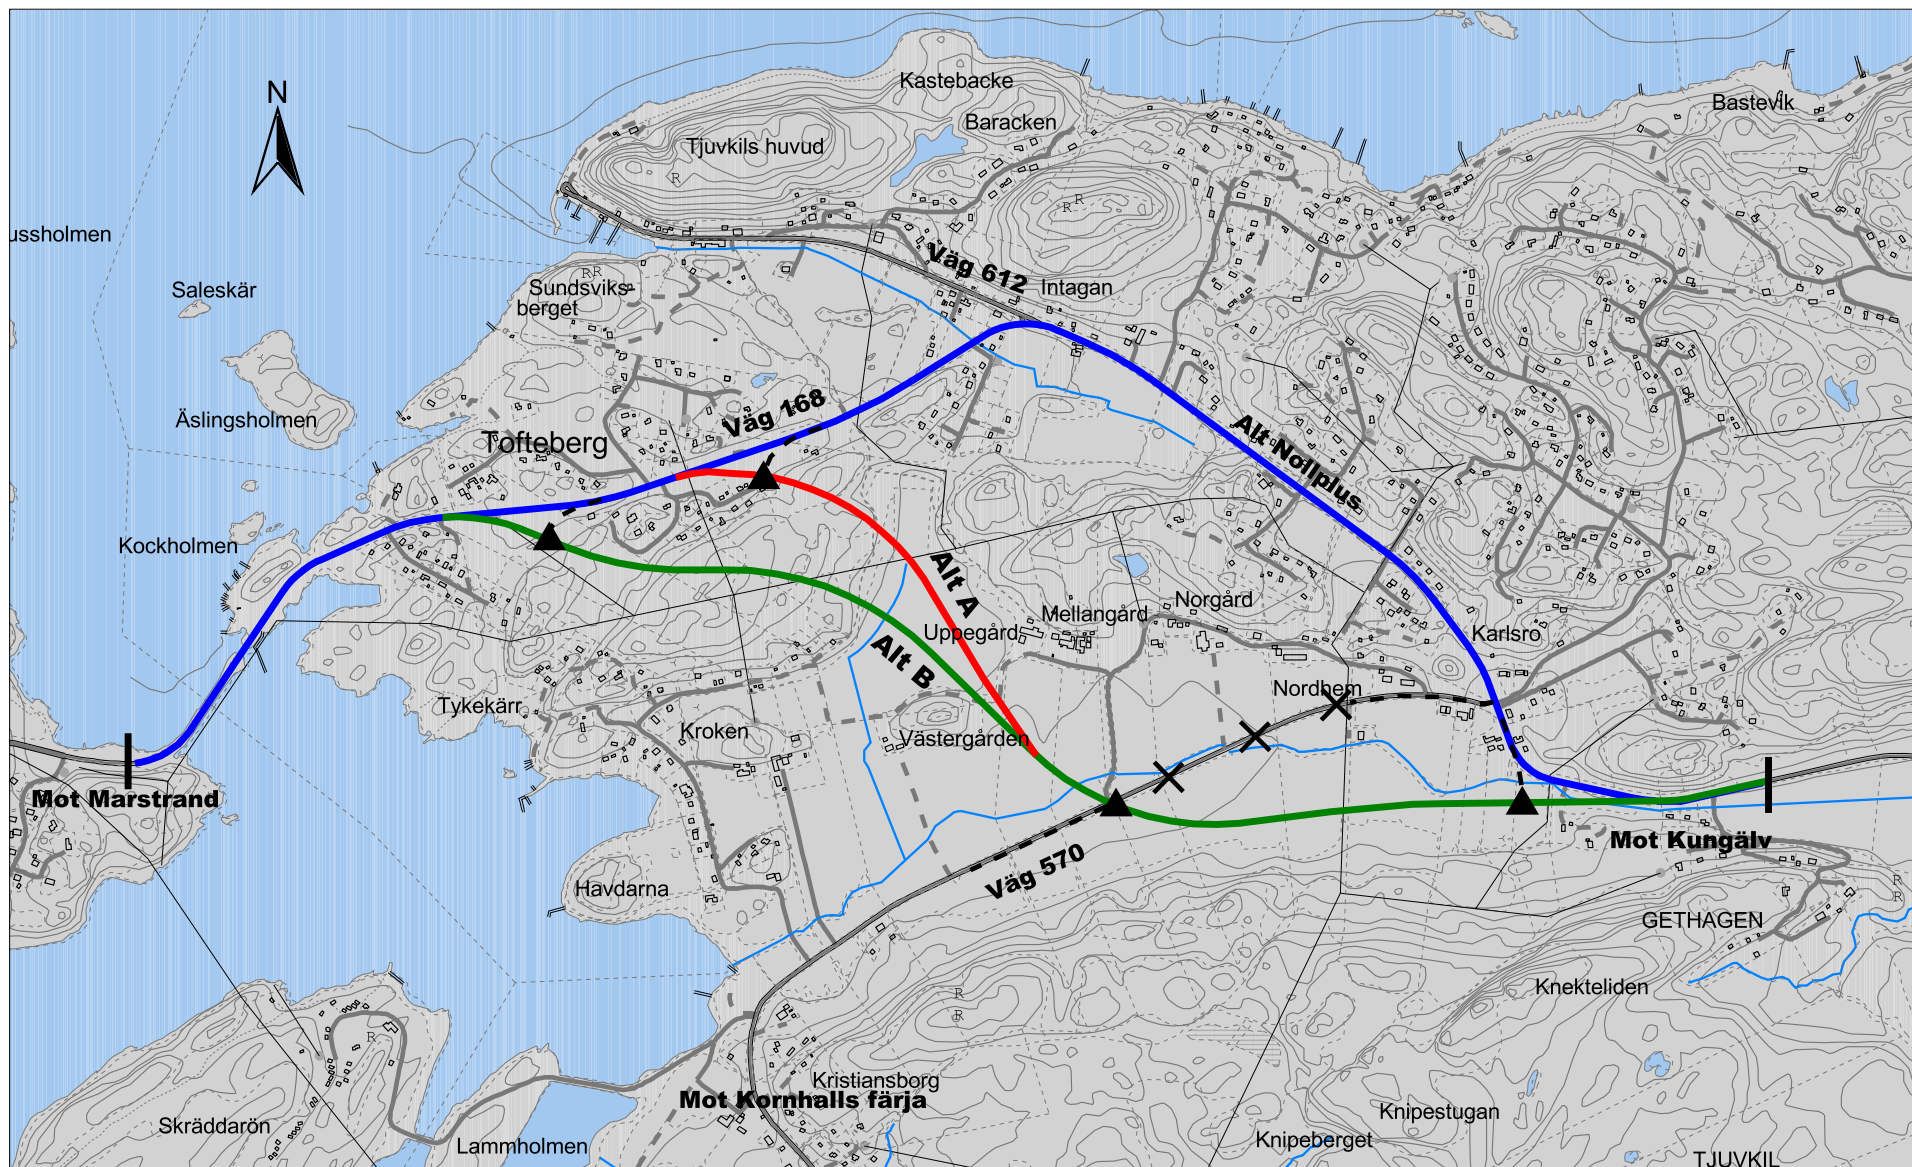 Kastebacke
Bastevik
N
Baracken
Tjuvkils huvud
R
R
R
ussholmen
Väg 612
RR
Saleskär
Sundsviks-
berget
Intagan
Väg 168
Äslingsholmen
Tofteberg
Alt Nollplus
Kockholmen
Alt A
Norgård
Mellangård
Uppegård
Karlsro
Alt B
Nordhem
Tykekärr
Kroken
Västergården
Mot Marstrand
Mot Kungälv
Väg 570
Havdarna
R
R
GETHAGEN
Knekteliden
R
R
R
Kristiansborg
Mot Kornhalls färja
Skräddarön
Knipestugan
Lammholmen
Knipeberget
TJUVKIL